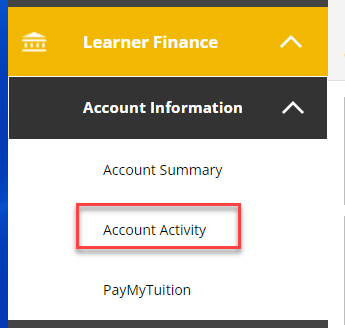 Learner Finance
Account Information
Account Summary
Account Activity
PayMyTuition